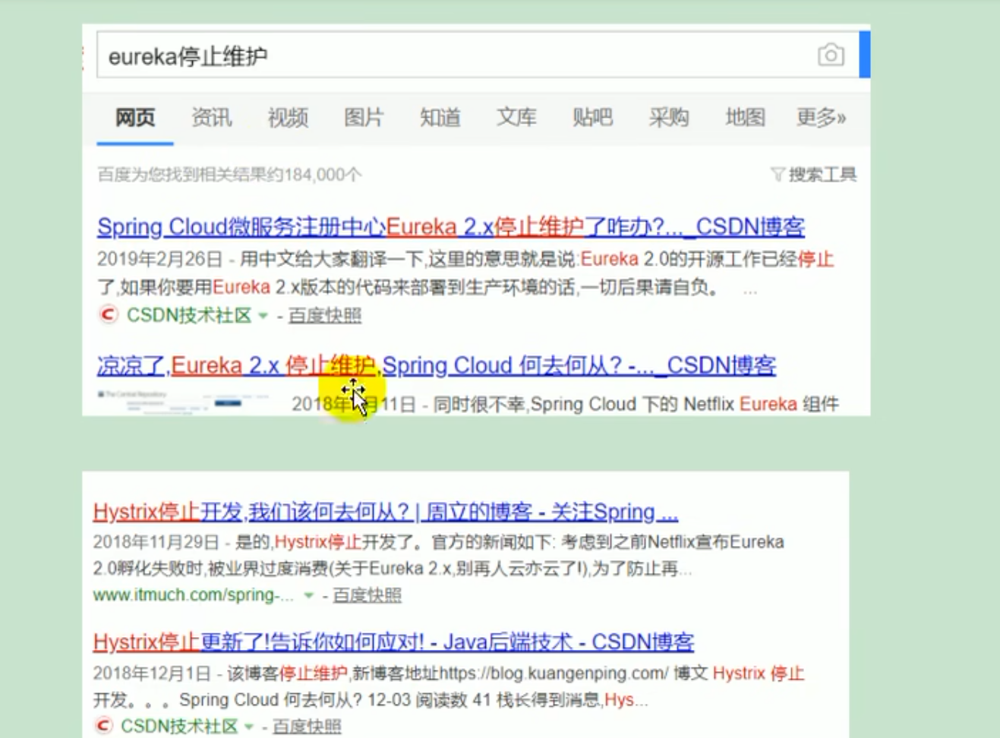 eureka停止维护
网页 资讯 视频 图片 知道 文库 贴吧 采购 地图 更多»
百度为您找到相关结果约184,000个 搜索工具
Spring Cloud微服务注册中心Eureka 2.x停止维护了咋办?..._CSDN博客
2019年2月26日 - 用中文给大家翻译一下,这里的意思就是说:Eureka 2.0的开源工作已经停止
了,如果你要用Eureka 2.x版本的代码来部署到生产环境的话,一切后果请自负。 ...
CSDN技术社区 - 百度快照
凉凉了,Eureka 2.x 停止维护,Spring Cloud 何去何从? -..._CSDN博客
The Central Repository
2018年 月11日 - 同时很不幸,Spring Cloud 下的 Netflix Eureka 组件
Hystrix停止开发,我们该何去何从? | 周立的博客 - 关注Spring ...
2018年11月29日 - 是的,Hystrix停止开发了。官方的新闻如下: 考虑到之前Netflix宣布Eureka
2.0孵化失败时,被业界过度消费(关于Eureka 2.x,别再人云亦云了!),为了防止再...
www.itmuch.com/spring-... - 百度快照
Hystrix停止更新了!告诉你如何应对! - Java后端技术 - CSDN博客
2018年12月1日 - 该博客停止维护,新博客地址https://blog.kuangenping.com/ 博文 Hystrix 停止
开发。。。Spring Cloud 何去何从? 12-03 阅读数 41 栈长得到消息,Hys...
CSDN技术社区 - 百度快照